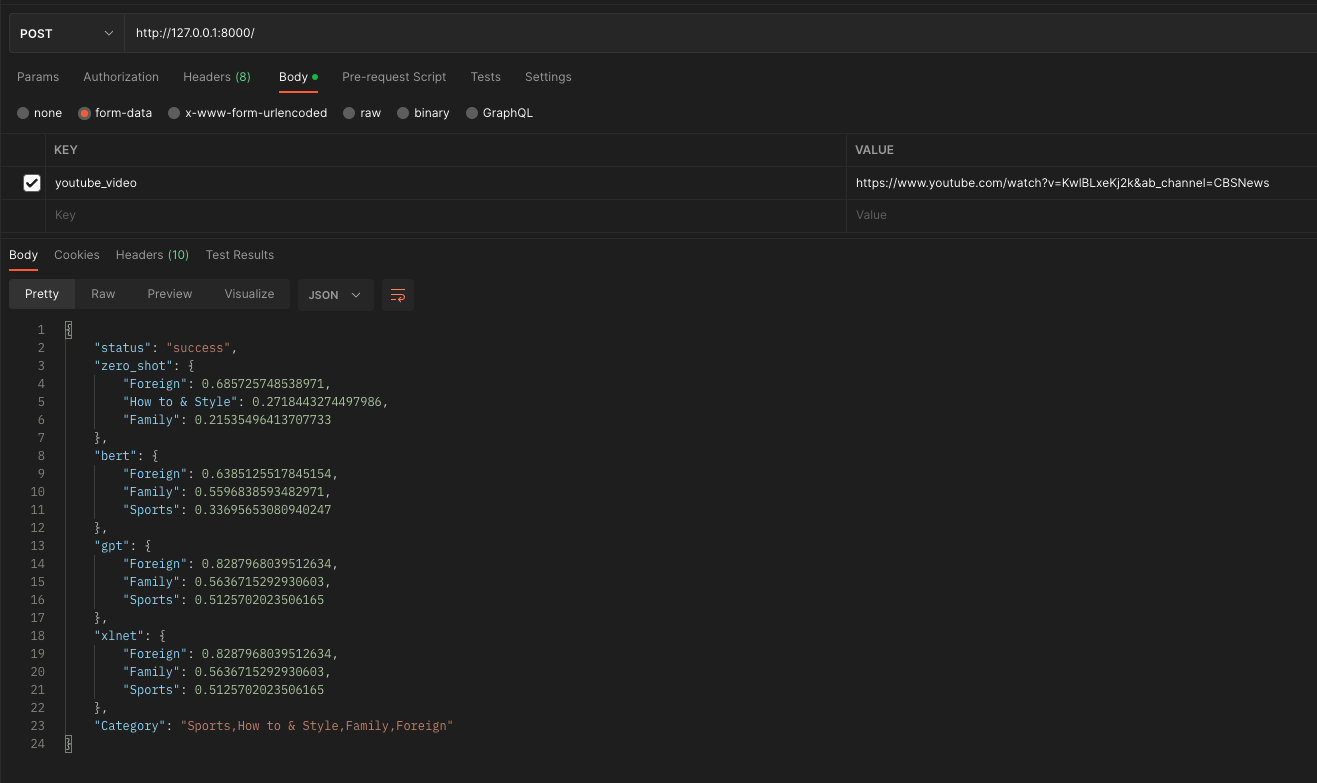 POST http://127.0.0.1:8000/
Params Authorization Headers (8) Body Pre-request Script Tests Settings
none form-data x-www-form-urlencoded raw binary GraphQL
KEY VALUE
youtube_video https://www.youtube.com/watch?v=KwlBLxeKj2k&ab_channel=CBSNews
Key Value
Body Cookies Headers (10) Test Results
Pretty Raw Preview Visualize JSON
1 {
2 "status": "success",
3 "zero_shot": {
4 "Foreign": 0.685725748538971,
5 "How to & Style": 0.2718443274497986,
6 "Family": 0.21535496413707733
7 },
8 "bert": {
9 "Foreign": 0.6385125517845154,
10 "Family": 0.5596838593482971,
11 "Sports": 0.33695653080940247
12 },
13 "gpt": {
14 "Foreign": 0.8287968039512634,
15 "Family": 0.5636715292930603,
16 "Sports": 0.5125702023506165
17 },
18 "xlnet": {
19 "Foreign": 0.8287968039512634,
20 "Family": 0.5636715292930603,
21 "Sports": 0.5125702023506165
22 },
23 "Category": "Sports,How to & Style,Family,Foreign"
24 }